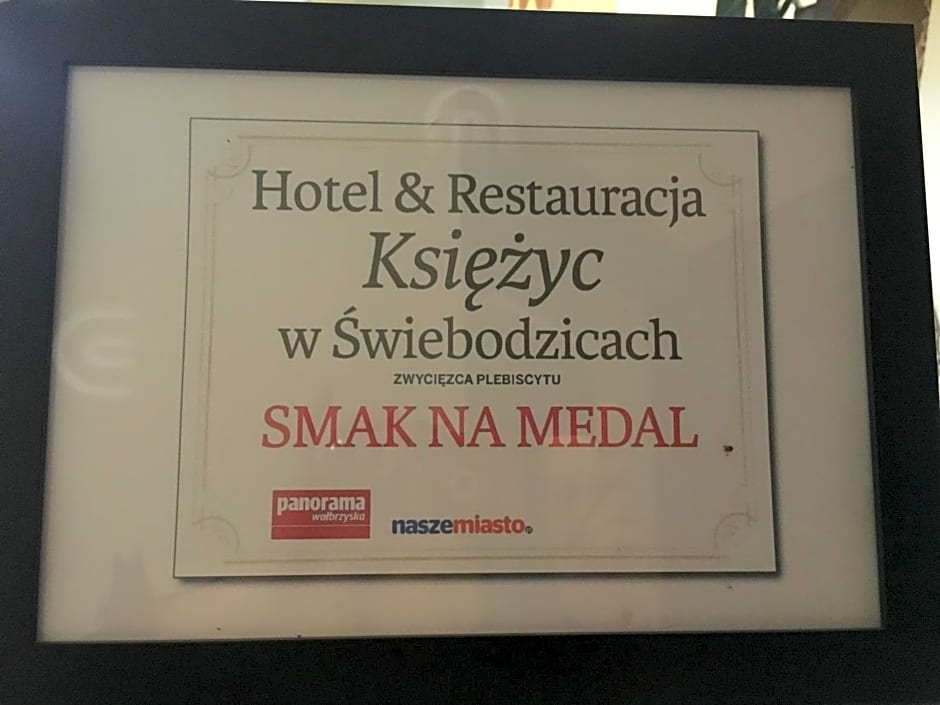 Hotel & Restauracja
Księżyc
w Świebodzicach
ZWYCIĘZCA PLEBISCYTU
SMAK NA MEDAL
panorama
wałbrzyska
naszemiasto